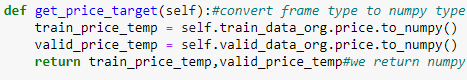 def get_price_target(self):#convert frame type to numpy type
    train_price_temp = self.train_data_org.price.to_numpy()
    valid_price_temp = self.valid_data_org.price.to_numpy()
    return train_price_temp,valid_price_temp#we return numpy